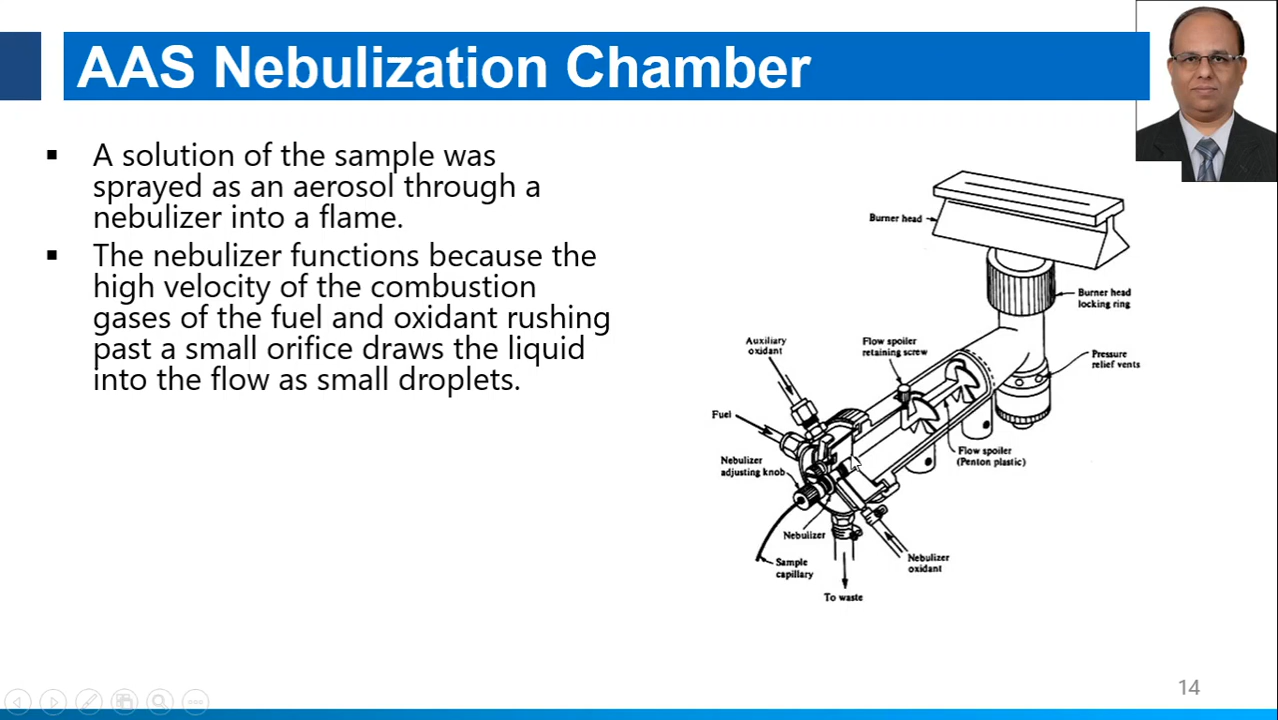 AAS Nebulization Chamber
▪ A solution of the sample was
sprayed as an aerosol through a
nebulizer into a flame.
▪ The nebulizer functions because the
high velocity of the combustion
gases of the fuel and oxidant rushing
past a small orifice draws the liquid
into the flow as small droplets.
Burner head
Burner head
locking ring
Auxiliary
oxidant
Flow spoiler
retaining screw
Pressure
relief vents
Fuel
Flow spoiler
(Penton plastic)
Nebulizer
adjusting knob
Nebulizer
Nebulizer
oxidant
Sample
capillary
To waste
14